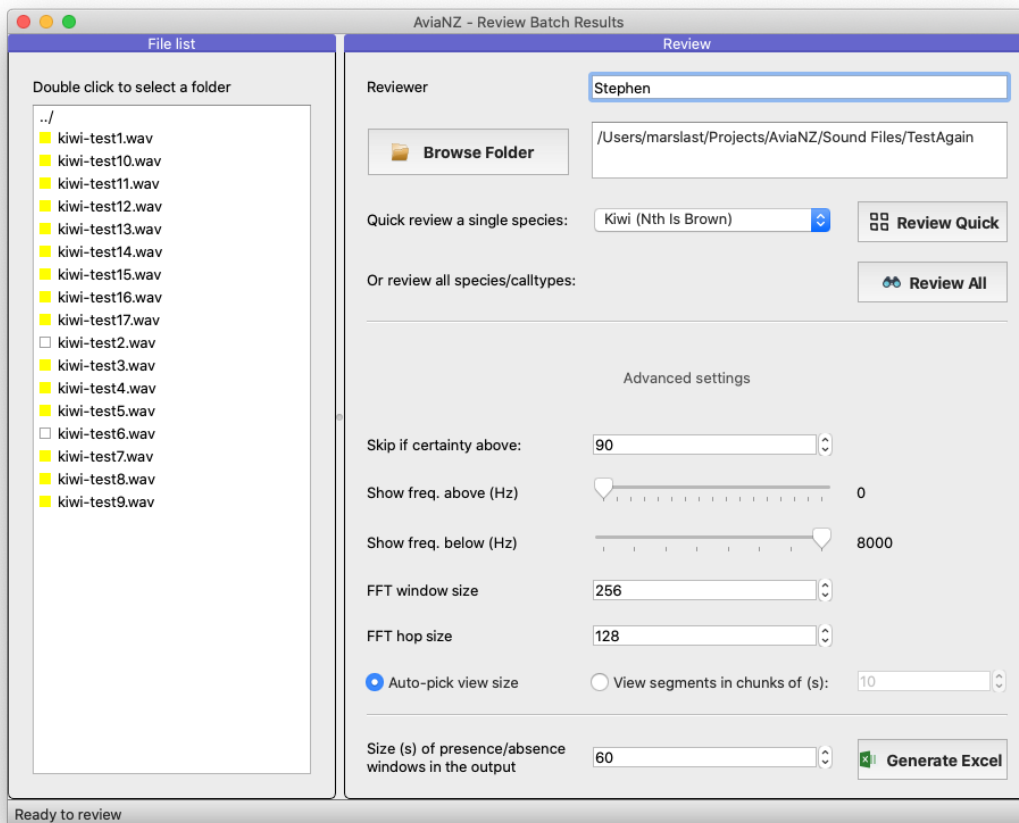 AviaNZ - Review Batch Results
File list
Double click to select a folder
../
kiwi-test1.wav
kiwi-test10.wav
kiwi-test11.wav
kiwi-test12.wav
kiwi-test13.wav
kiwi-test14.wav
kiwi-test15.wav
kiwi-test16.wav
kiwi-test17.wav
kiwi-test2.wav
kiwi-test3.wav
kiwi-test4.wav
kiwi-test5.wav
kiwi-test6.wav
kiwi-test7.wav
kiwi-test8.wav
kiwi-test9.wav
Review
Reviewer
Stephen
Browse Folder
/Users/marslast/Projects/AviaNZ/Sound Files/TestAgain
Quick review a single species:
Kiwi (Nth Is Brown)
Review Quick
Or review all species/calltypes:
Review All
Advanced settings
Skip if certainty above:
90
Show freq. above (Hz)
0
Show freq. below (Hz)
8000
FFT window size
256
FFT hop size
128
Auto-pick view size
View segments in chunks of (s):
10
Size (s) of presence/absence
windows in the output
60
Generate Excel
Ready to review